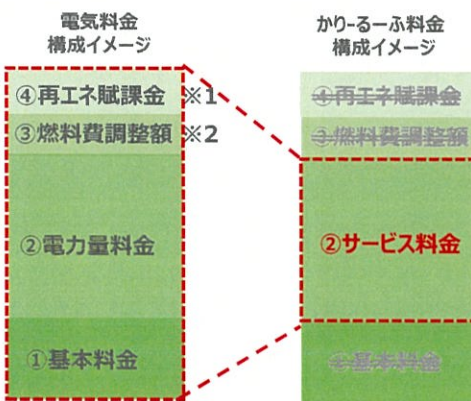 電気料金
構成イメージ
④再エネ賦課金 ※1
③燃料費調整額 ※2
②電力量料金
①基本料金
かりーるーふ料金
構成イメージ
④再エネ賦課金
③燃料費調整額
②サービス料金
①基本料金